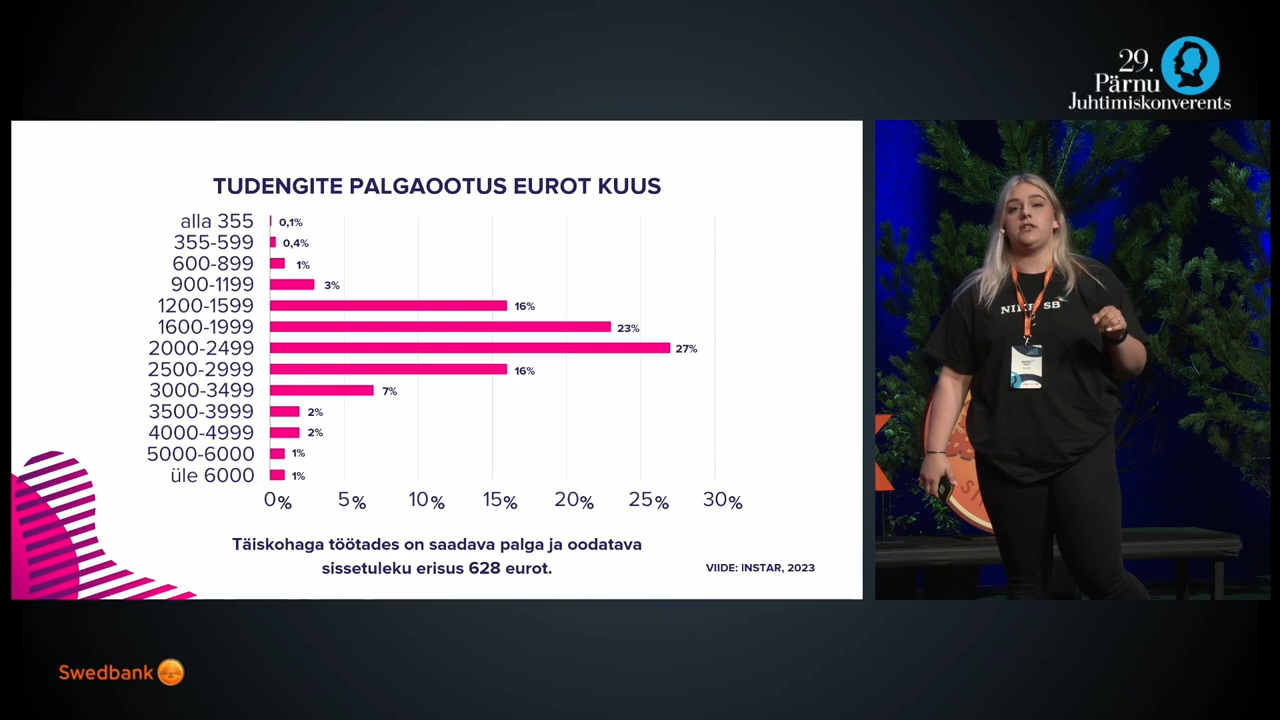 29.
Pärnu
Juhtimiskonverents
TUDENGITE PALGAOOTUS EUROT KUUS
alla 355 0,1%
355-599 0,4%
600-899 1%
900-1199 3%
1200-1599 16%
1600-1999 23%
2000-2499 27%
2500-2999 16%
3000-3499 7%
3500-3999 2%
4000-4999 2%
5000-6000 1%
üle 6000 1%
0% 5% 10% 15% 20% 25% 30%
Täiskohaga töötades on saadava palga ja oodatava
sissetuleku erisus 628 eurot.
VIIDE: INSTAR, 2023
SB
Swedbank